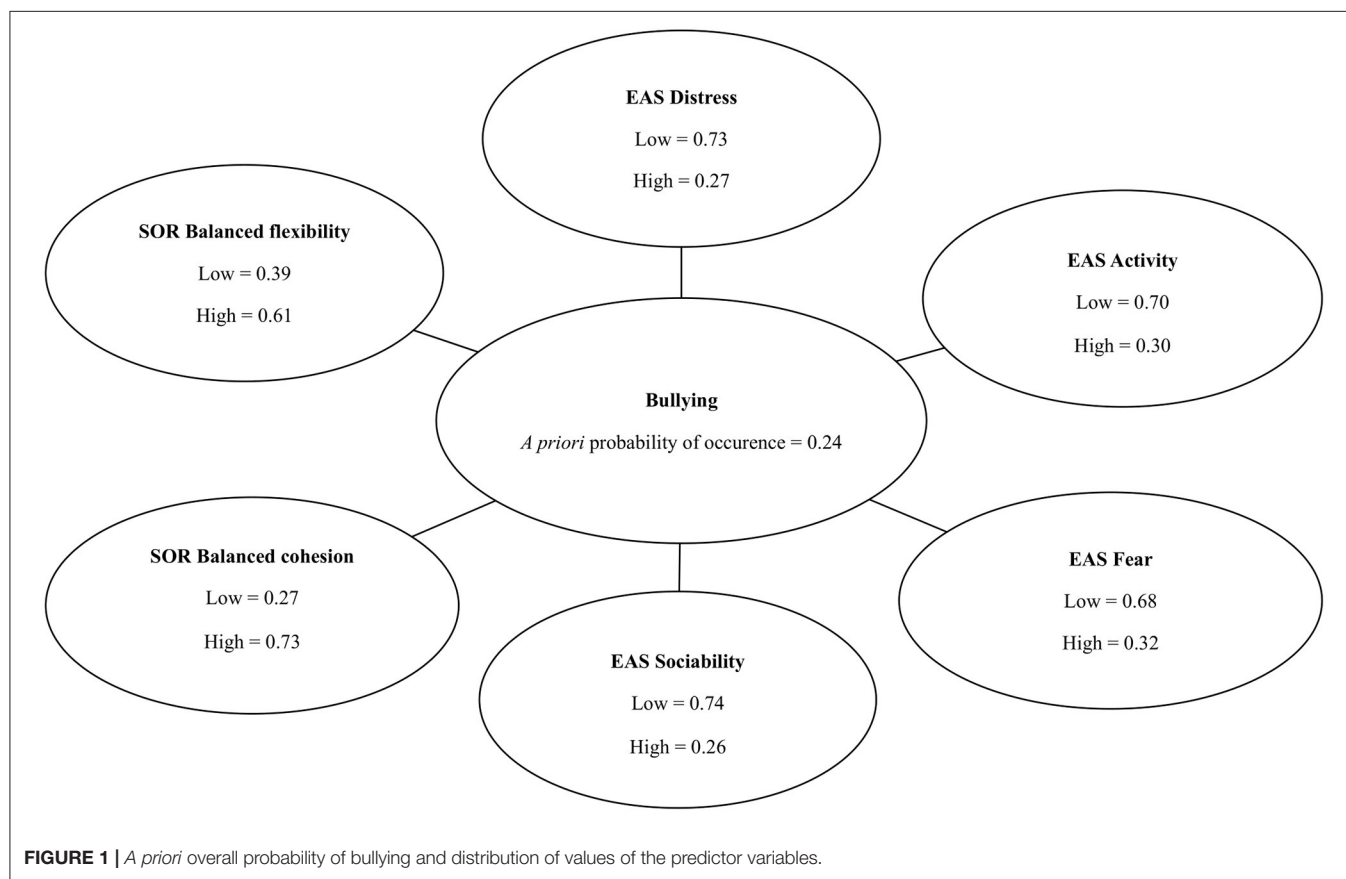 EAS Distress
Low = 0.73
High = 0.27
SOR Balanced flexibility
Low = 0.39
High = 0.61
EAS Activity
Low = 0.70
High = 0.30
Bullying
A priori probability of occurence = 0.24
SOR Balanced cohesion
Low = 0.27
High = 0.73
EAS Fear
Low = 0.68
High = 0.32
EAS Sociability
Low = 0.74
High = 0.26
FIGURE 1 | A priori overall probability of bullying and distribution of values of the predictor variables.